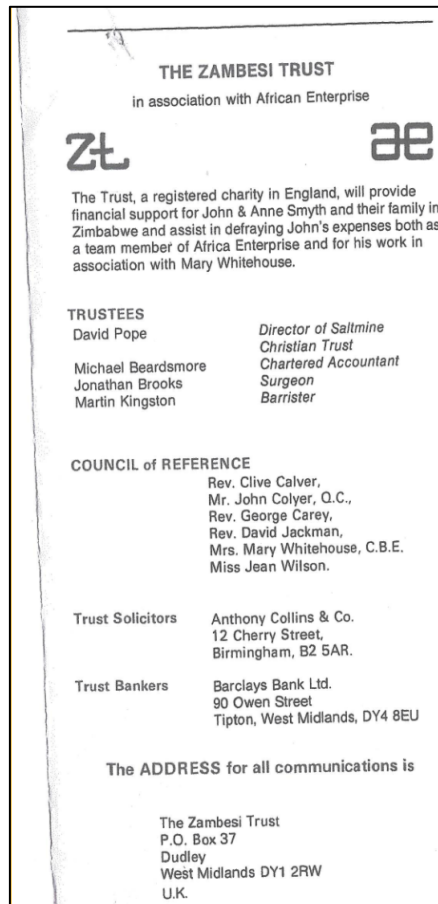 THE ZAMBESI TRUST
in association with African Enterprise
zt ae
The Trust, a registered charity in England, will provide
financial support for John & Anne Smyth and their family in
Zimbabwe and assist in defraying John's expenses both as
a team member of Africa Enterprise and for his work in
association with Mary Whitehouse.
TRUSTEES
David Pope Director of Saltmine
Christian Trust
Michael Beardsmore Chartered Accountant
Jonathan Brooks Surgeon
Martin Kingston Barrister
COUNCIL of REFERENCE
Rev. Clive Calver,
Mr. John Colyer, Q.C.,
Rev. George Carey,
Rev. David Jackman,
Mrs. Mary Whitehouse, C.B.E.
Miss Jean Wilson.
Trust Solicitors Anthony Collins & Co.
12 Cherry Street,
Birmingham, B2 5AR.
Trust Bankers Barclays Bank Ltd.
90 Owen Street
Tipton, West Midlands, DY4 8EU
The ADDRESS for all communications is
The Zambesi Trust
P.O. Box 37
Dudley
West Midlands DY1 2RW
U.K.